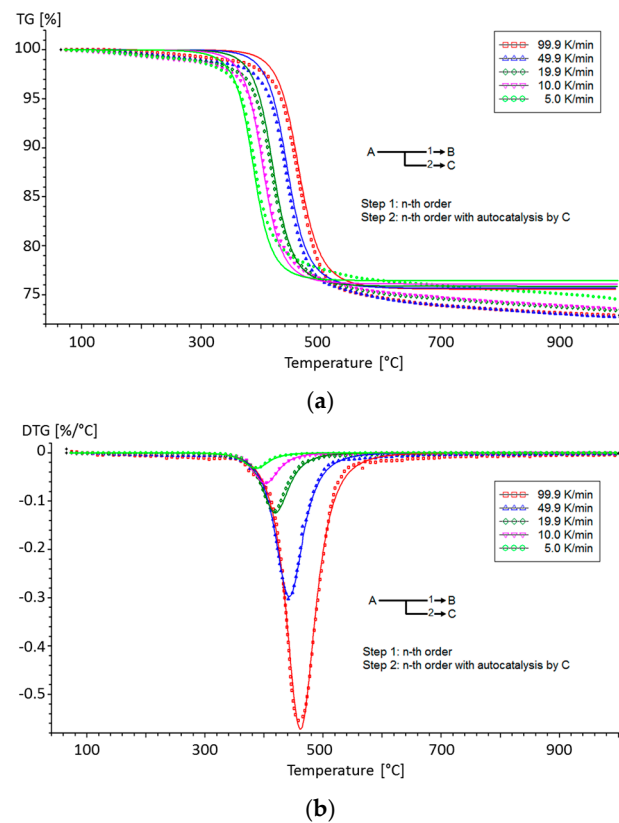 TG [%]
100
95
90
85
80
75
100 300 500 700 900
Temperature [°C]
99.9 K/min
49.9 K/min
19.9 K/min
10.0 K/min
5.0 K/min
A 1 B
2 C
Step 1: n-th order
Step 2: n-th order with autocatalysis by C
(a)
DTG [%/°C]
0
-0.1
-0.2
-0.3
-0.4
-0.5
100 300 500 700 900
Temperature [°C]
99.9 K/min
49.9 K/min
19.9 K/min
10.0 K/min
5.0 K/min
A 1 B
2 C
Step 1: n-th order
Step 2: n-th order with autocatalysis by C
(b)